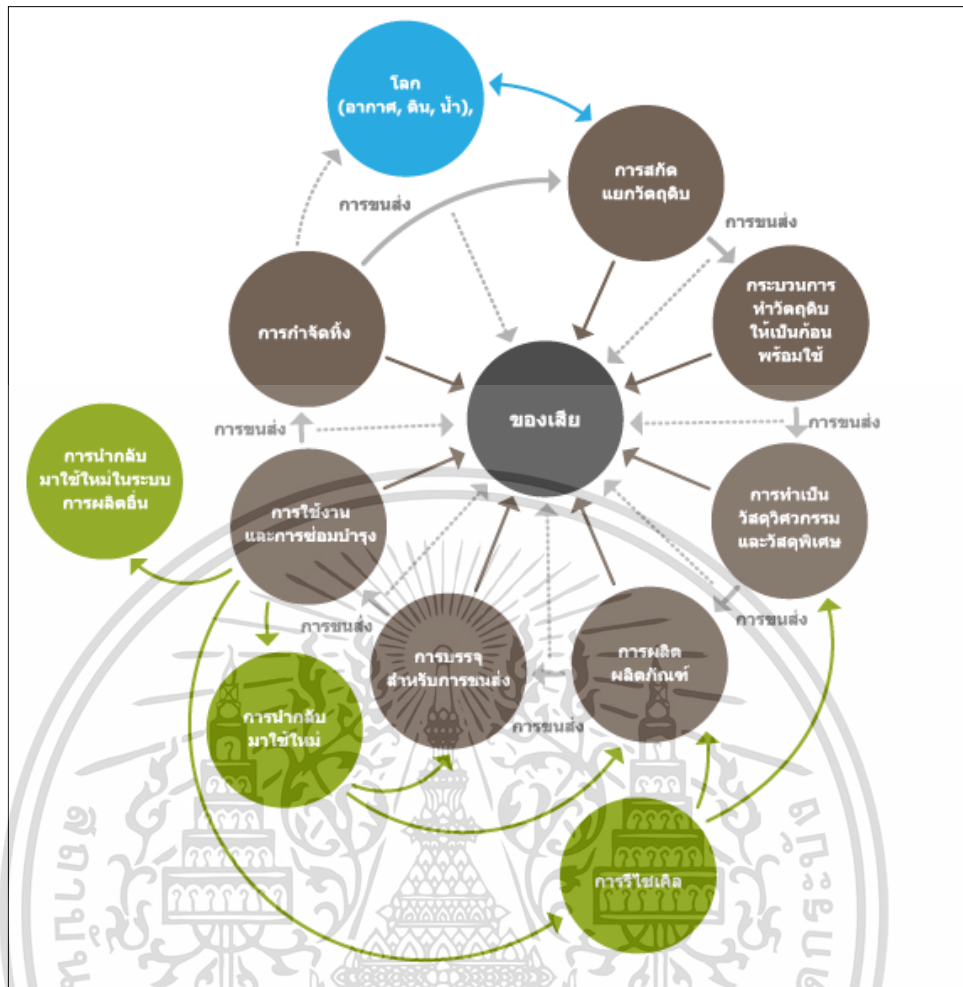 โลก
(อากาศ, ดิน, น้ำ),
การสกัด
แยกวัตถุดิบ
การขนส่ง
การขนส่ง
กระบวนการ
ทำวัตถุดิบ
ให้เป็นก้อน
พร้อมใช้
การกำจัดทิ้ง
ของเสีย
การขนส่ง
การขนส่ง
การนำกลับ
มาใช้ใหม่ในระบบ
การผลิตอื่น
การใช้งาน
และการซ่อมบำรุง
การทำเป็น
วัสดุวิศวกรรม
และวัสดุพิเศษ
การขนส่ง
การขนส่ง
การบรรจุ
สำหรับการขนส่ง
การผลิต
ผลิตภัณฑ์
การนำกลับ
มาใช้ใหม่
การขนส่ง
การรีไซเคิล
สถาบัน